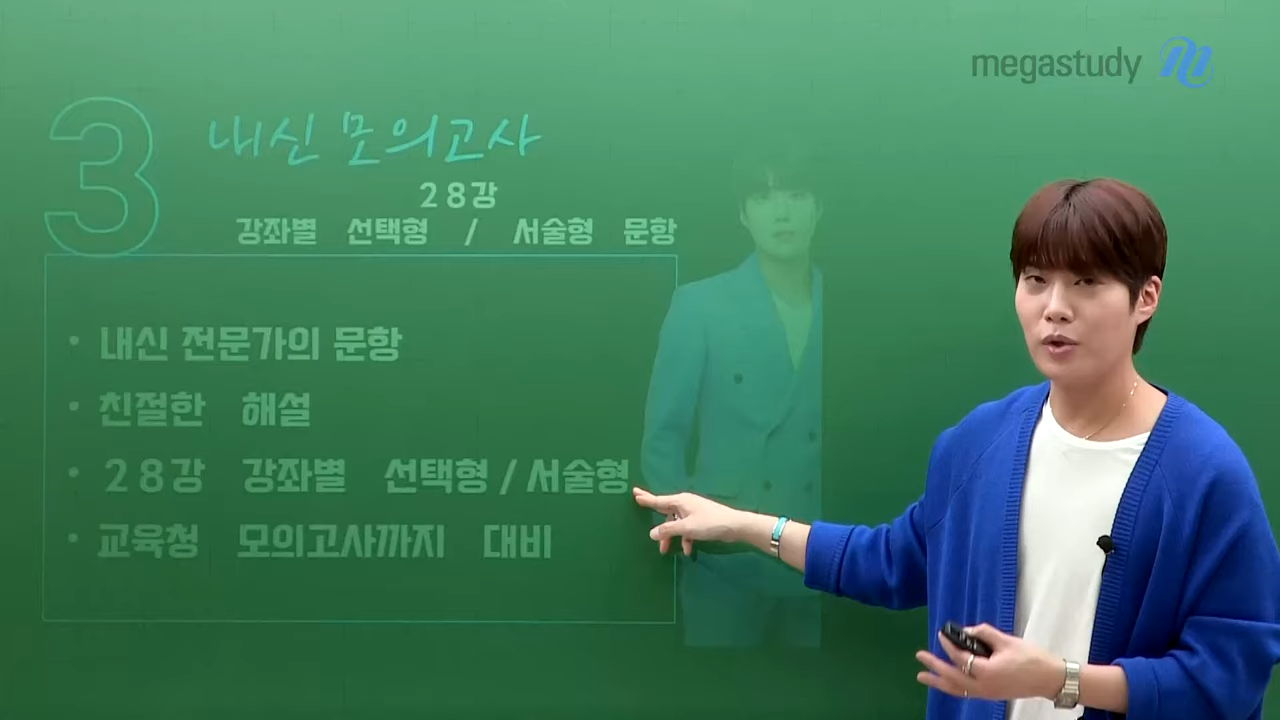 megastudy
3 내신 모의고사
28강
강좌별 선택형 / 서술형 문항
• 내신 전문가의 문항
• 친절한 해설
• 28강 강좌별 선택형 / 서술형
• 교육청 모의고사까지 대비